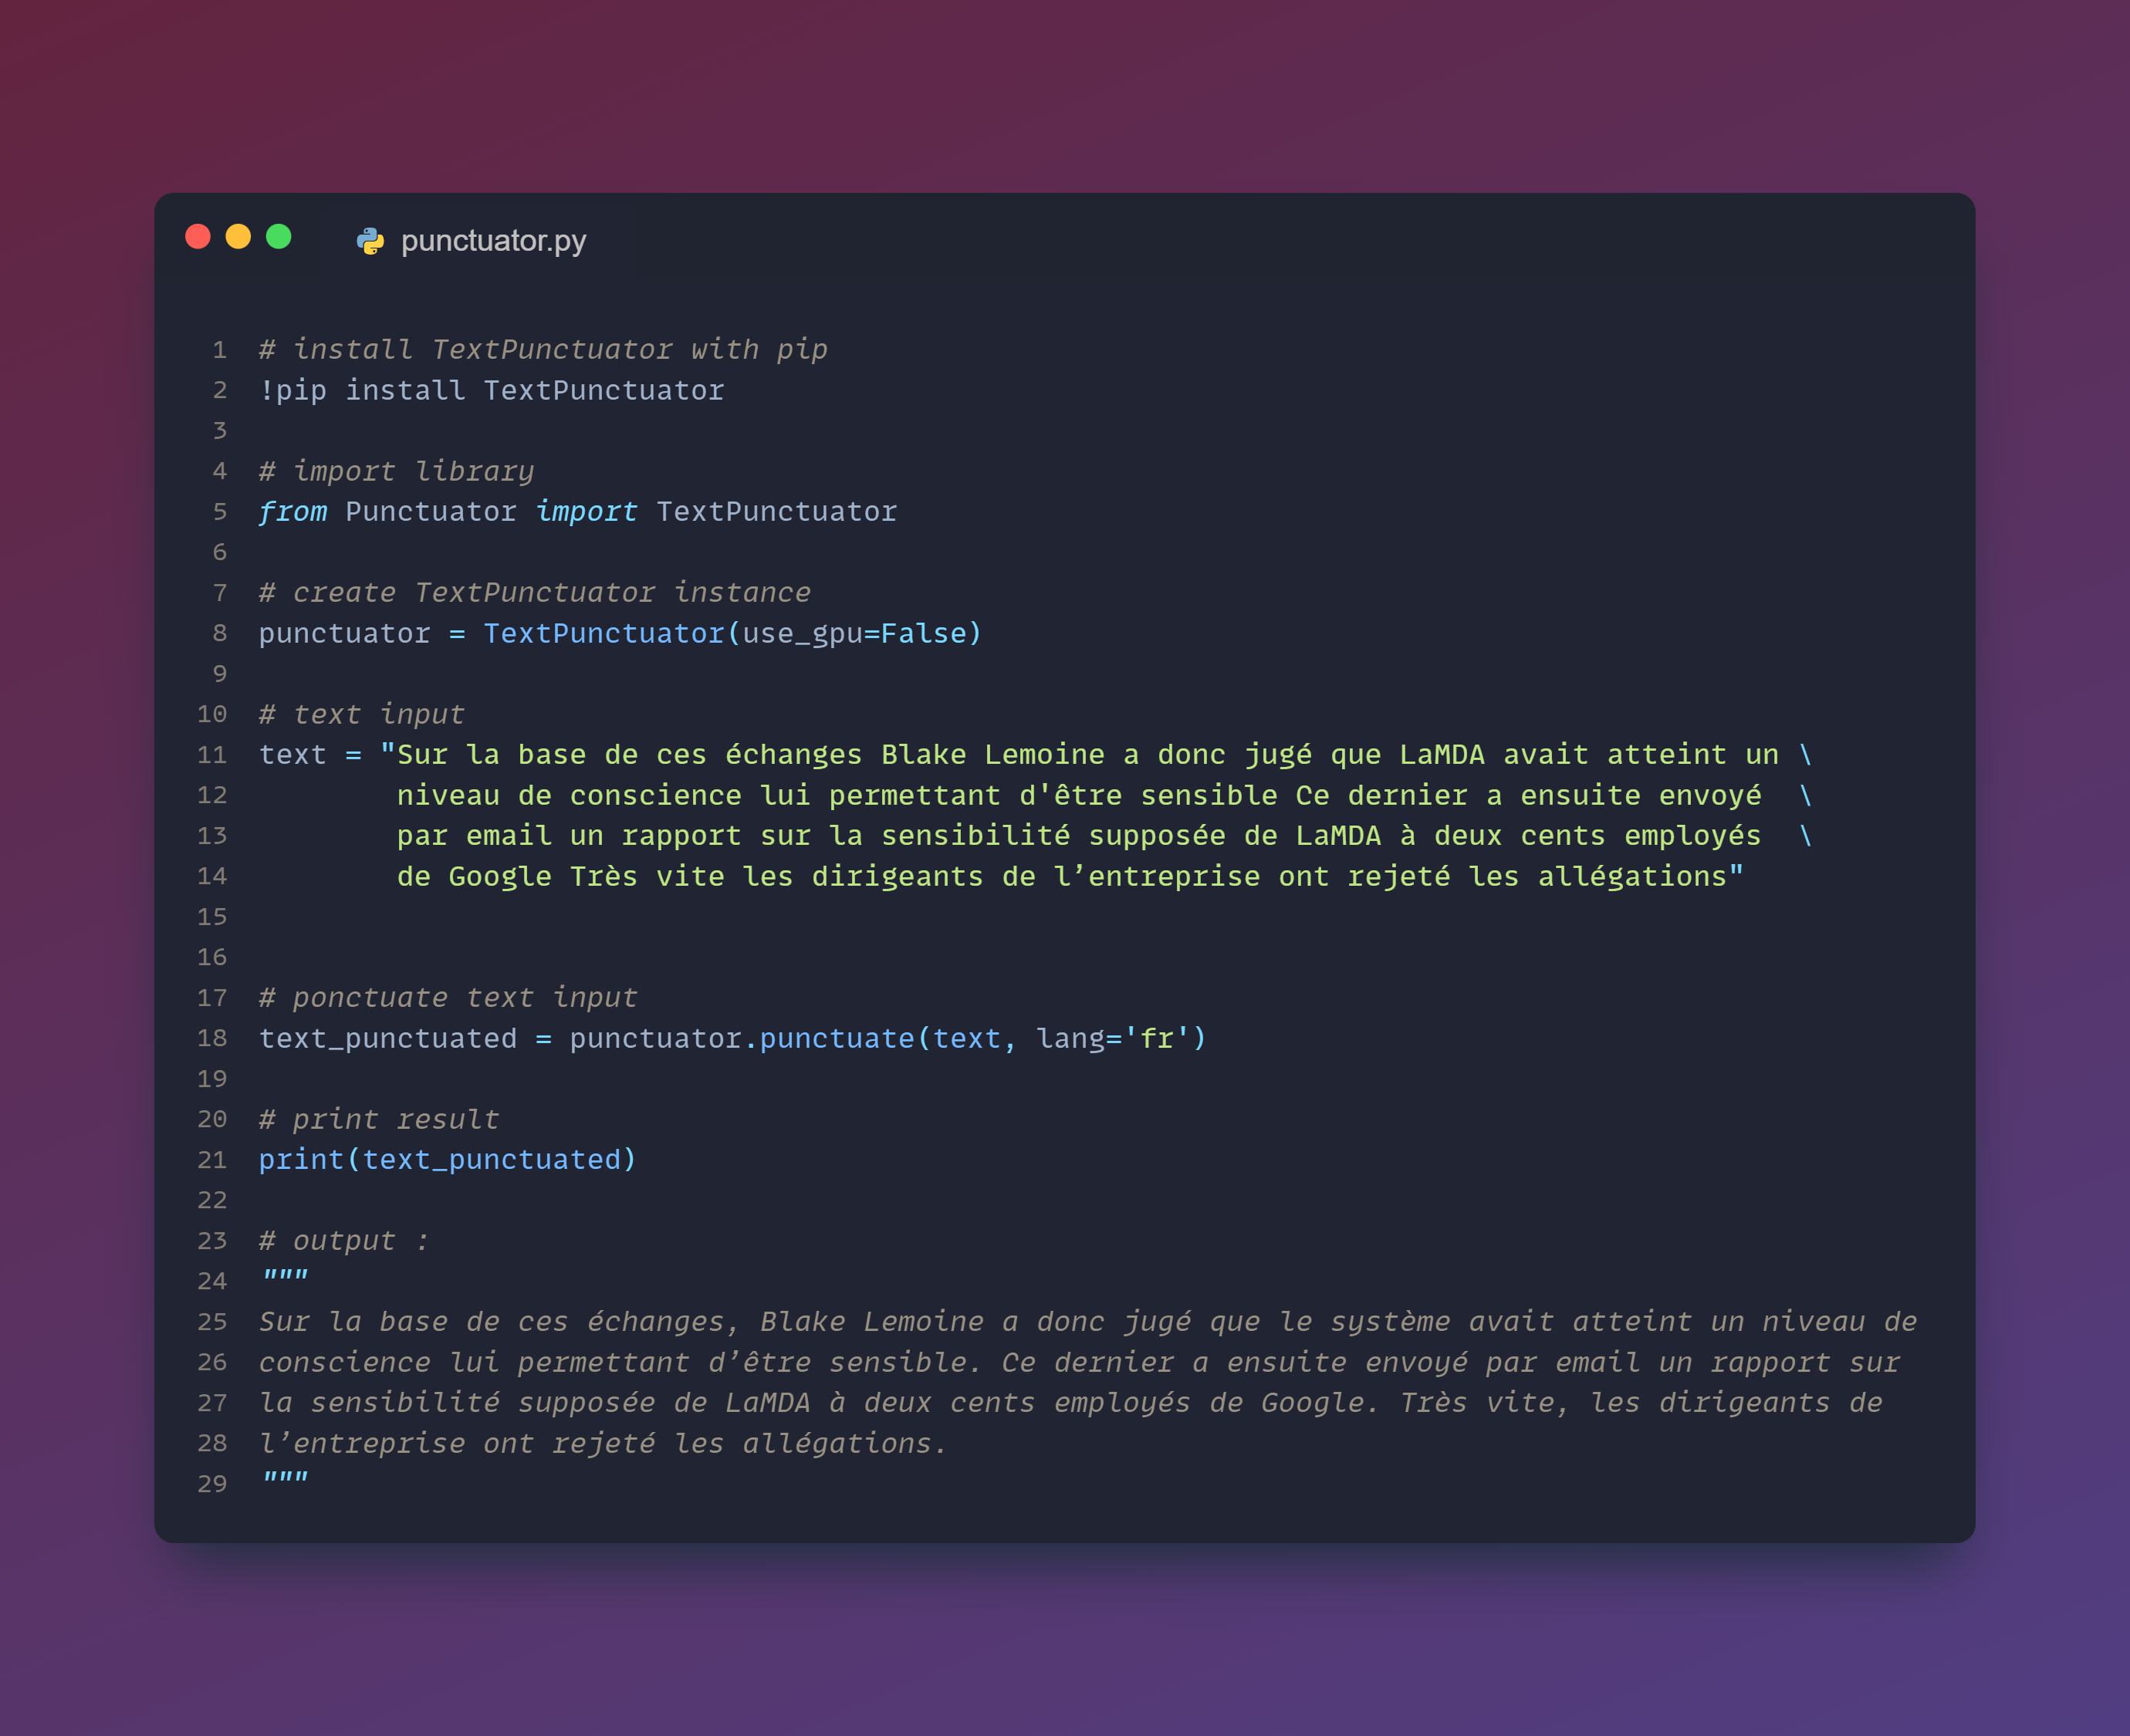 punctuator.py
1 # install TextPunctuator with pip
2 !pip install TextPunctuator
3
4 # import library
5 from Punctuator import TextPunctuator
6
7 # create TextPunctuator instance
8 punctuator = TextPunctuator(use_gpu=False)
9
10 # text input
11 text = "Sur la base de ces échanges Blake Lemoine a donc jugé que LaMDA avait atteint un \
12         niveau de conscience lui permettant d'être sensible Ce dernier a ensuite envoyé  \
13         par email un rapport sur la sensibilité supposée de LaMDA à deux cents employés  \
14         de Google Très vite les dirigeants de l’entreprise ont rejeté les allégations"
15
16
17 # ponctuate text input
18 text_punctuated = punctuator.punctuate(text, lang='fr')
19
20 # print result
21 print(text_punctuated)
22
23 # output :
24 """
25 Sur la base de ces échanges, Blake Lemoine a donc jugé que le système avait atteint un niveau de
26 conscience lui permettant d’être sensible. Ce dernier a ensuite envoyé par email un rapport sur
27 la sensibilité supposée de LaMDA à deux cents employés de Google. Très vite, les dirigeants de
28 l’entreprise ont rejeté les allégations.
29 """